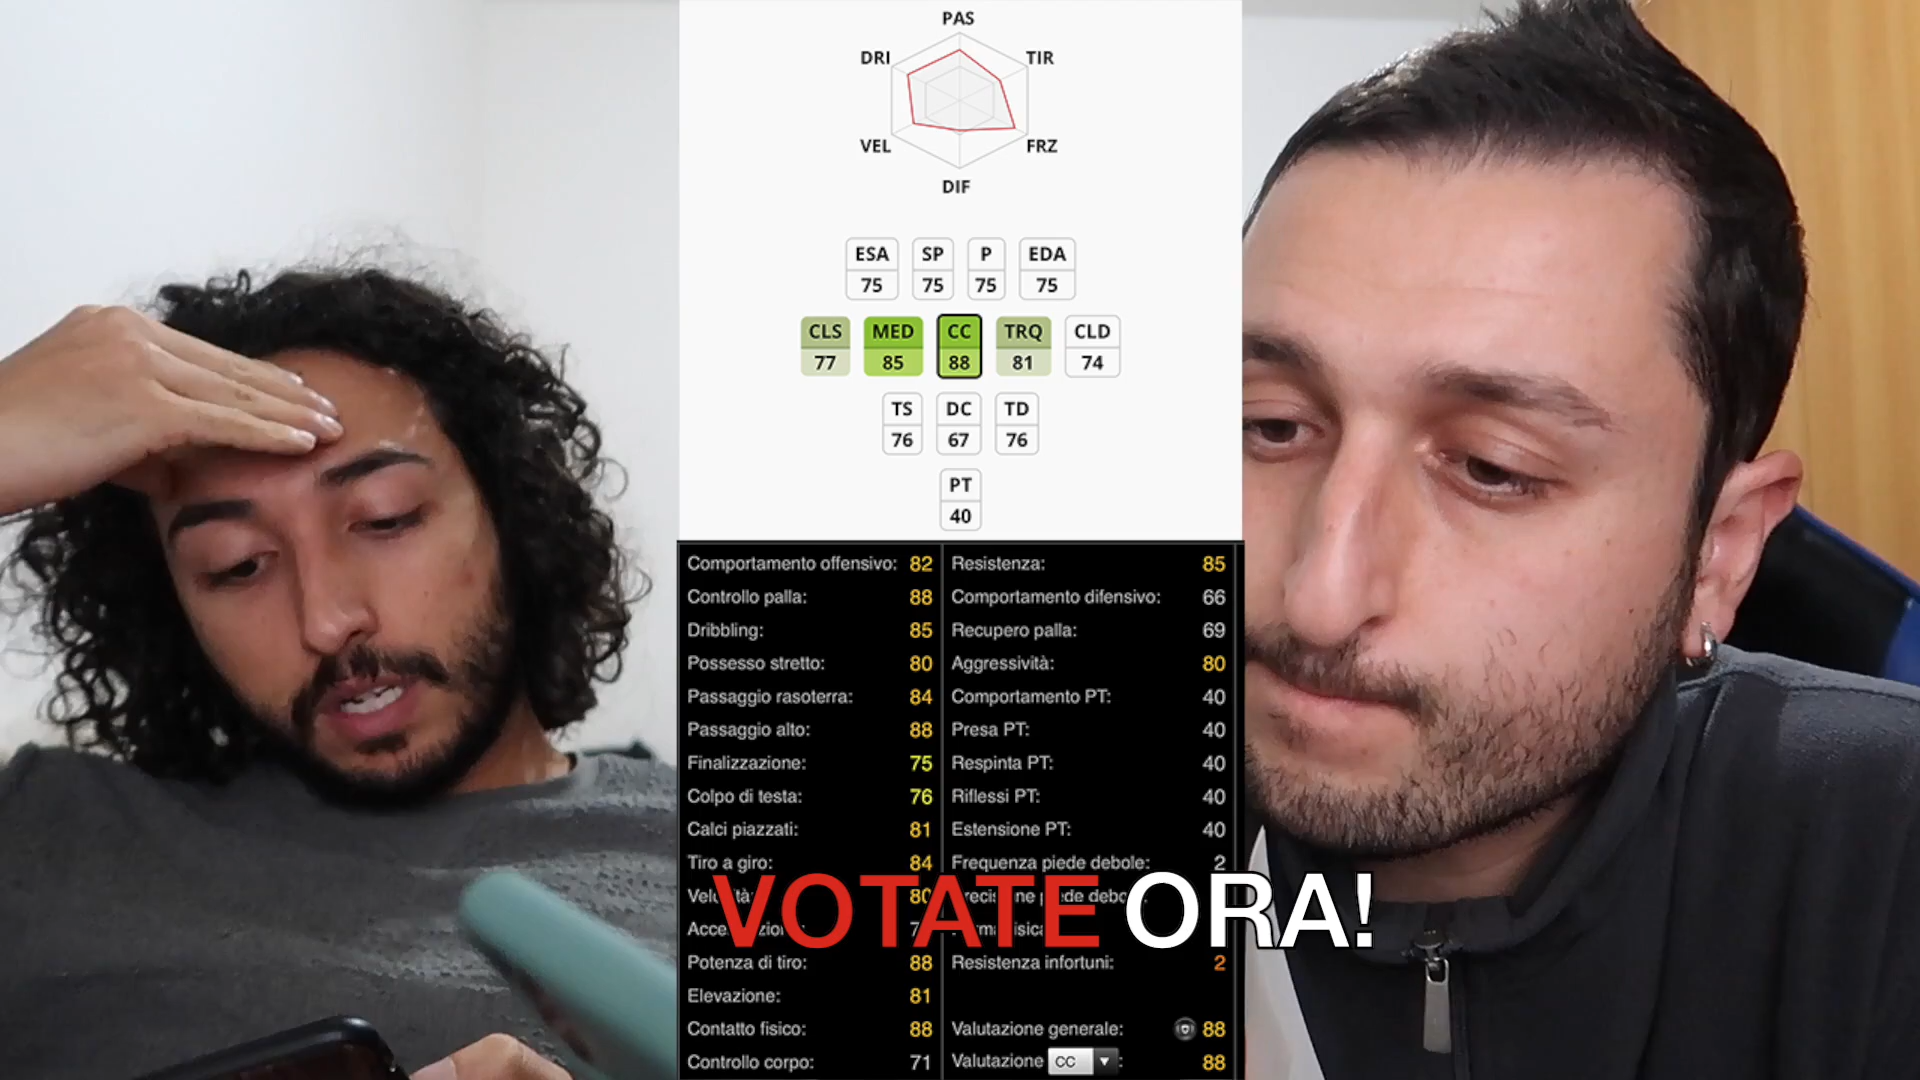 PAS
DRI
TIR
VEL
FRZ
DIF
ESA SP P EDA
75 75 75 75
CLS MED CC TRQ CLD
77 85 88 81 74
TS DC TD
76 67 76
PT
40
Comportamento offensivo: 82
Controllo palla: 88
Dribbling: 85
Possesso stretto: 80
Passaggio rasoterra: 84
Passaggio alto: 88
Finalizzazione: 75
Colpo di testa: 76
Calci piazzati: 81
Tiro a giro: 84
Potenza di tiro: 88
Elevazione: 81
Contatto fisico: 88
Controllo corpo: 71
Resistenza: 85
Comportamento difensivo: 66
Recupero palla: 69
Aggressività: 80
Comportamento PT: 40
Presa PT: 40
Respinta PT: 40
Riflessi PT: 40
Estensione PT: 40
Frequenza piede debole: 2
Resistenza infortuni: 2
Valutazione generale: 88
Valutazione CC : 88
VOTATE ORA!